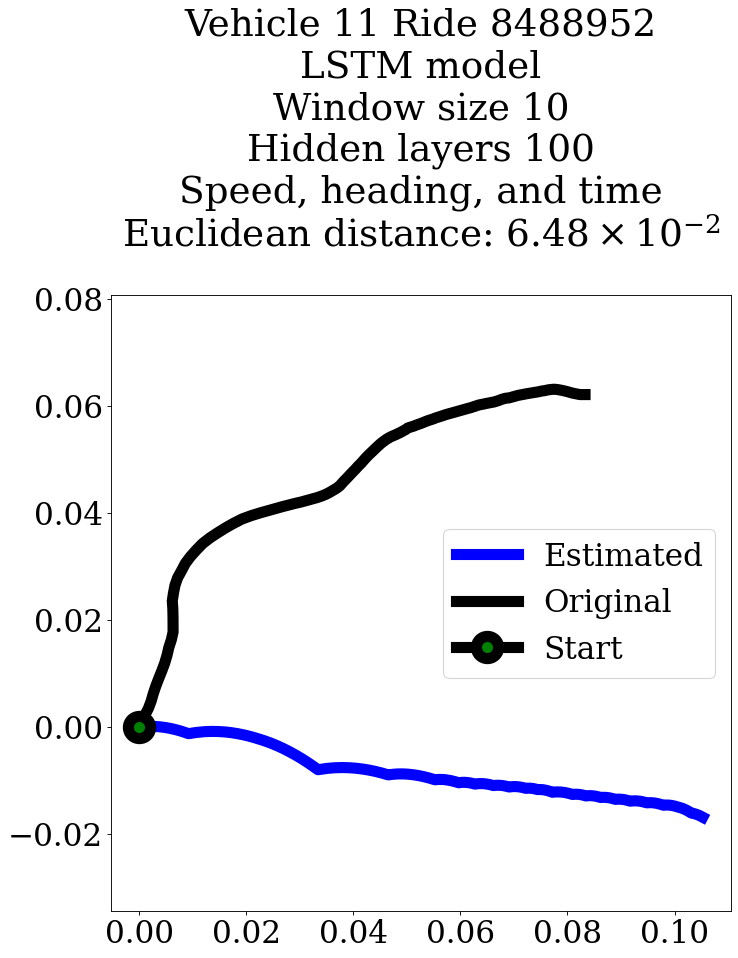 Vehicle 11 Ride 8488952
LSTM model
Window size 10
Hidden layers 100
Speed, heading, and time
Euclidean distance: 6.48 × 10⁻²
0.08
0.06
0.04
0.02
0.00
−0.02
Estimated
Original
Start
0.00 0.02 0.04 0.06 0.08 0.10